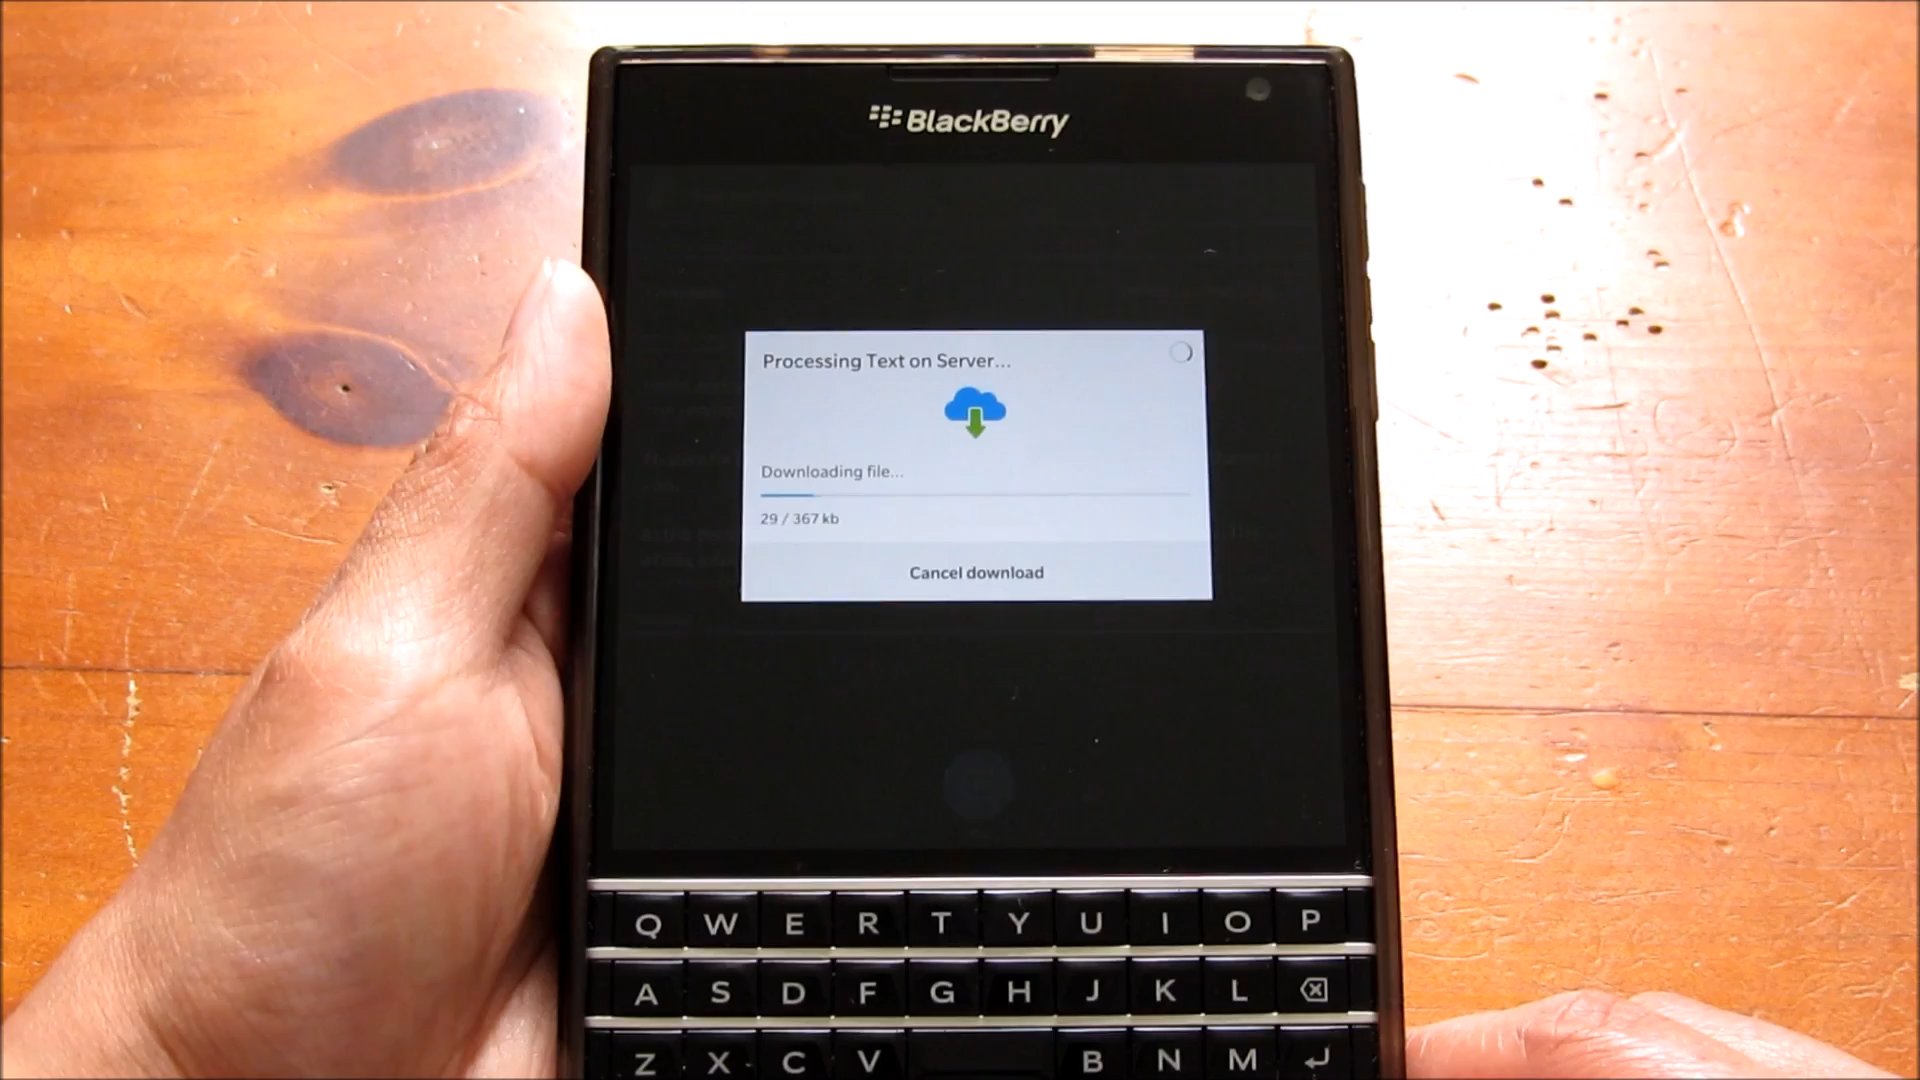 BlackBerry
Processing Text on Server...
Downloading file...
29 / 367 kb
Cancel download
Q W E R T Y U I O P
A S D F G H J K L
Z X C V B N M